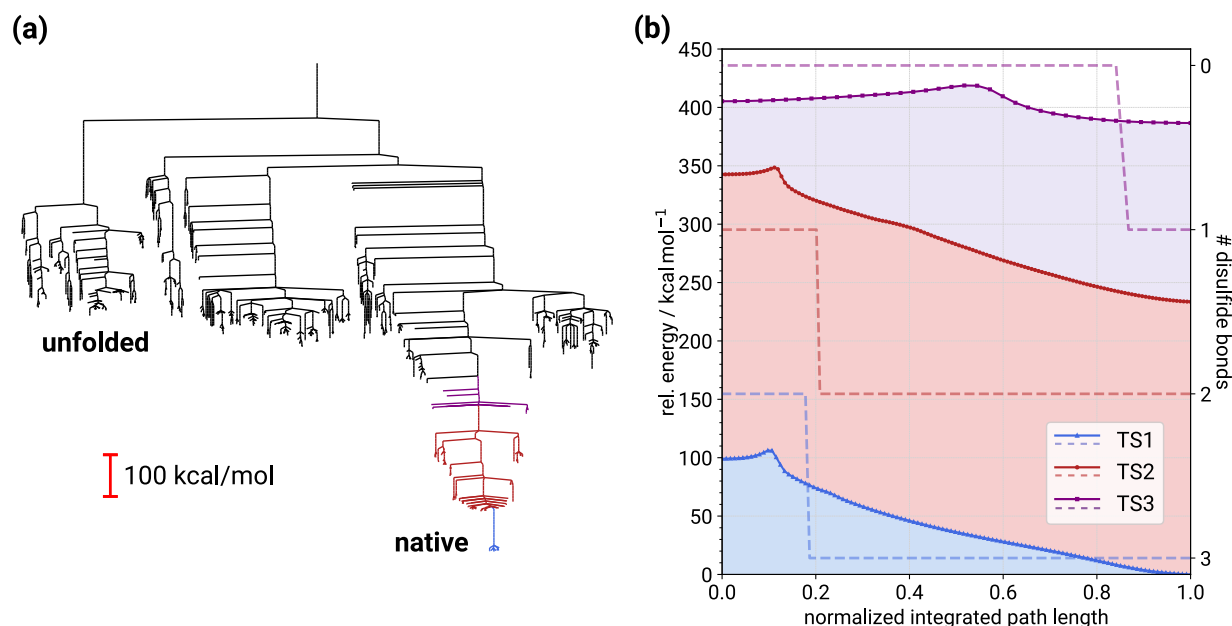 (a)
unfolded
100 kcal/mol
native
(b)
rel. energy / kcal mol⁻¹
450
400
350
300
250
200
150
100
50
0
0.0
0.2
0.4
0.6
0.8
1.0
normalized integrated path length
0
1
2
3
# disulfide bonds
TS1
TS2
TS3